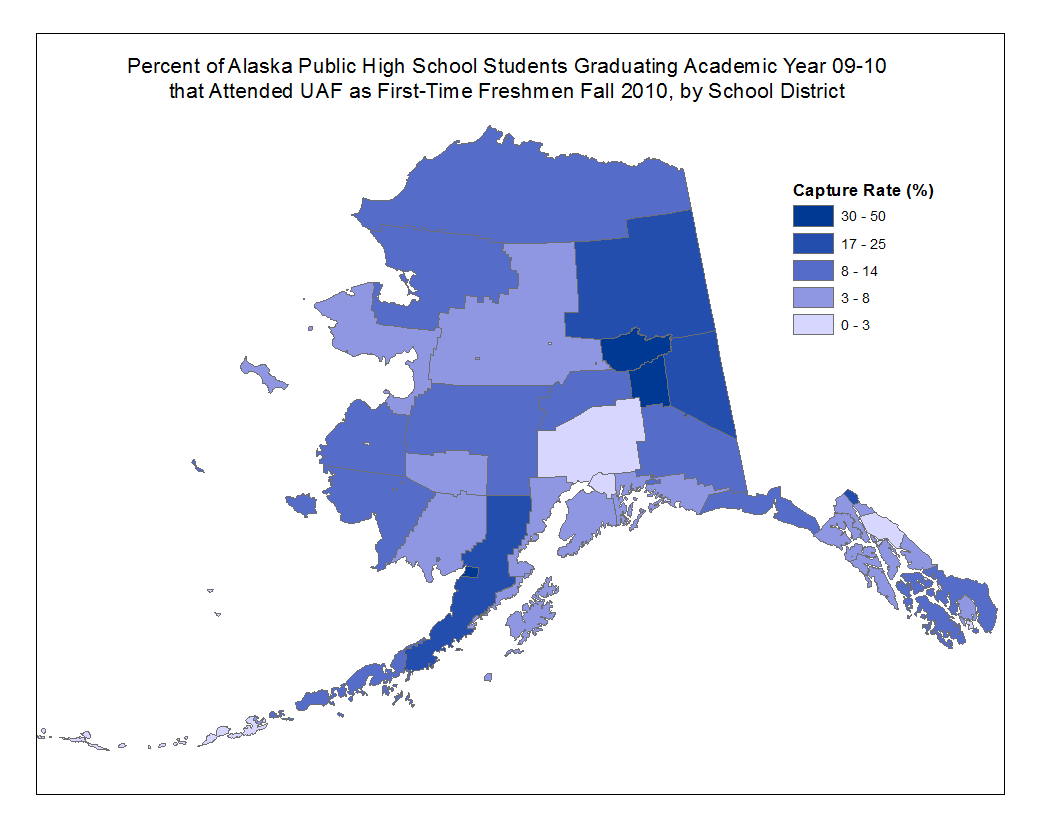 Percent of Alaska Public High School Students Graduating Academic Year 09-10
that Attended UAF as First-Time Freshmen Fall 2010, by School District
Capture Rate (%)
30 - 50
17 - 25
8 - 14
3 - 8
0 - 3